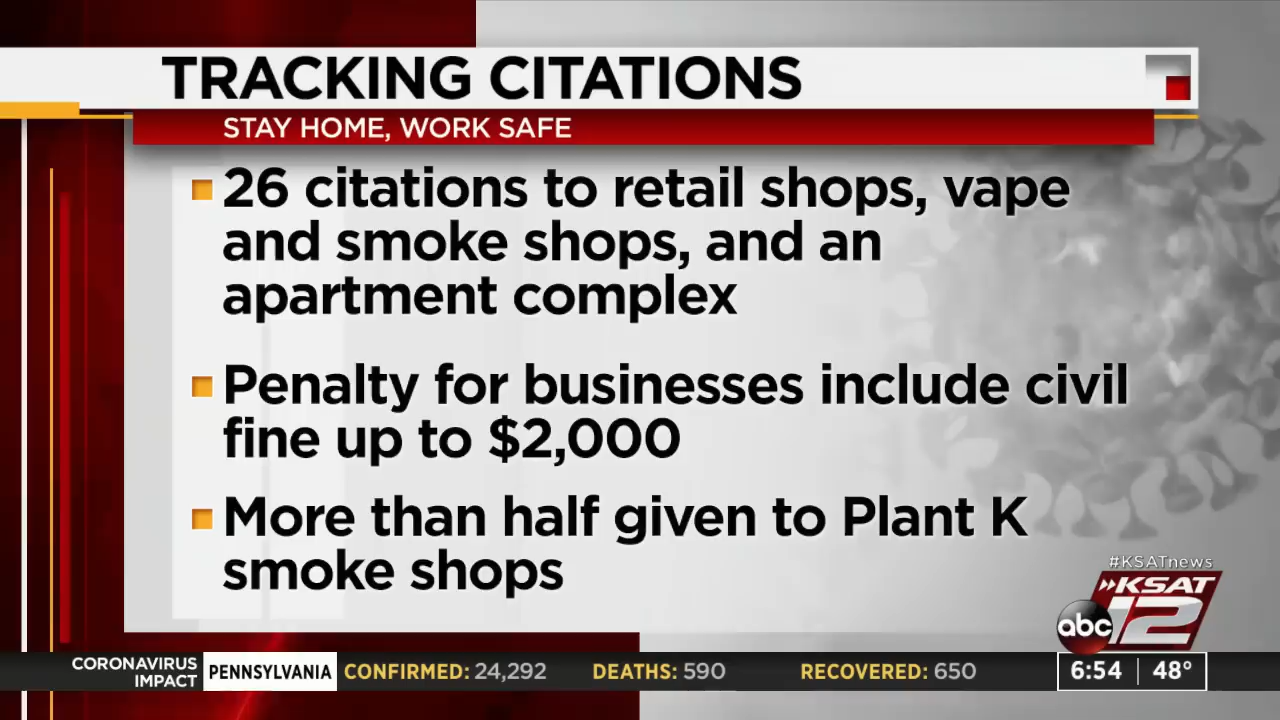 TRACKING CITATIONS
STAY HOME, WORK SAFE
26 citations to retail shops, vape
and smoke shops, and an
apartment complex
Penalty for businesses include civil
fine up to $2,000
More than half given to Plant K
smoke shops
#KSATnews
KSAT
abc 12
CORONAVIRUS IMPACT
PENNSYLVANIA CONFIRMED: 24,292 DEATHS: 590 RECOVERED: 650
6:54 48°